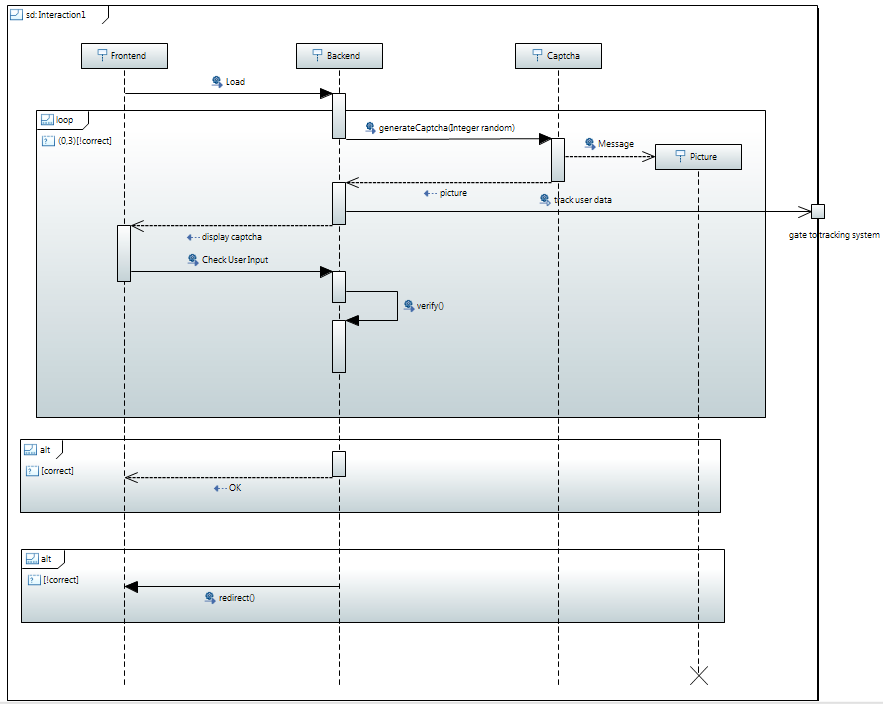 sd: Interaction1
Frontend
Backend
Captcha
Load
loop
(0,3)[!correct]
generateCaptcha(Integer random)
Message
Picture
picture
track user data
gate to tracking system
display captcha
Check User Input
verify()
alt
[correct]
OK
alt
[!correct]
redirect()